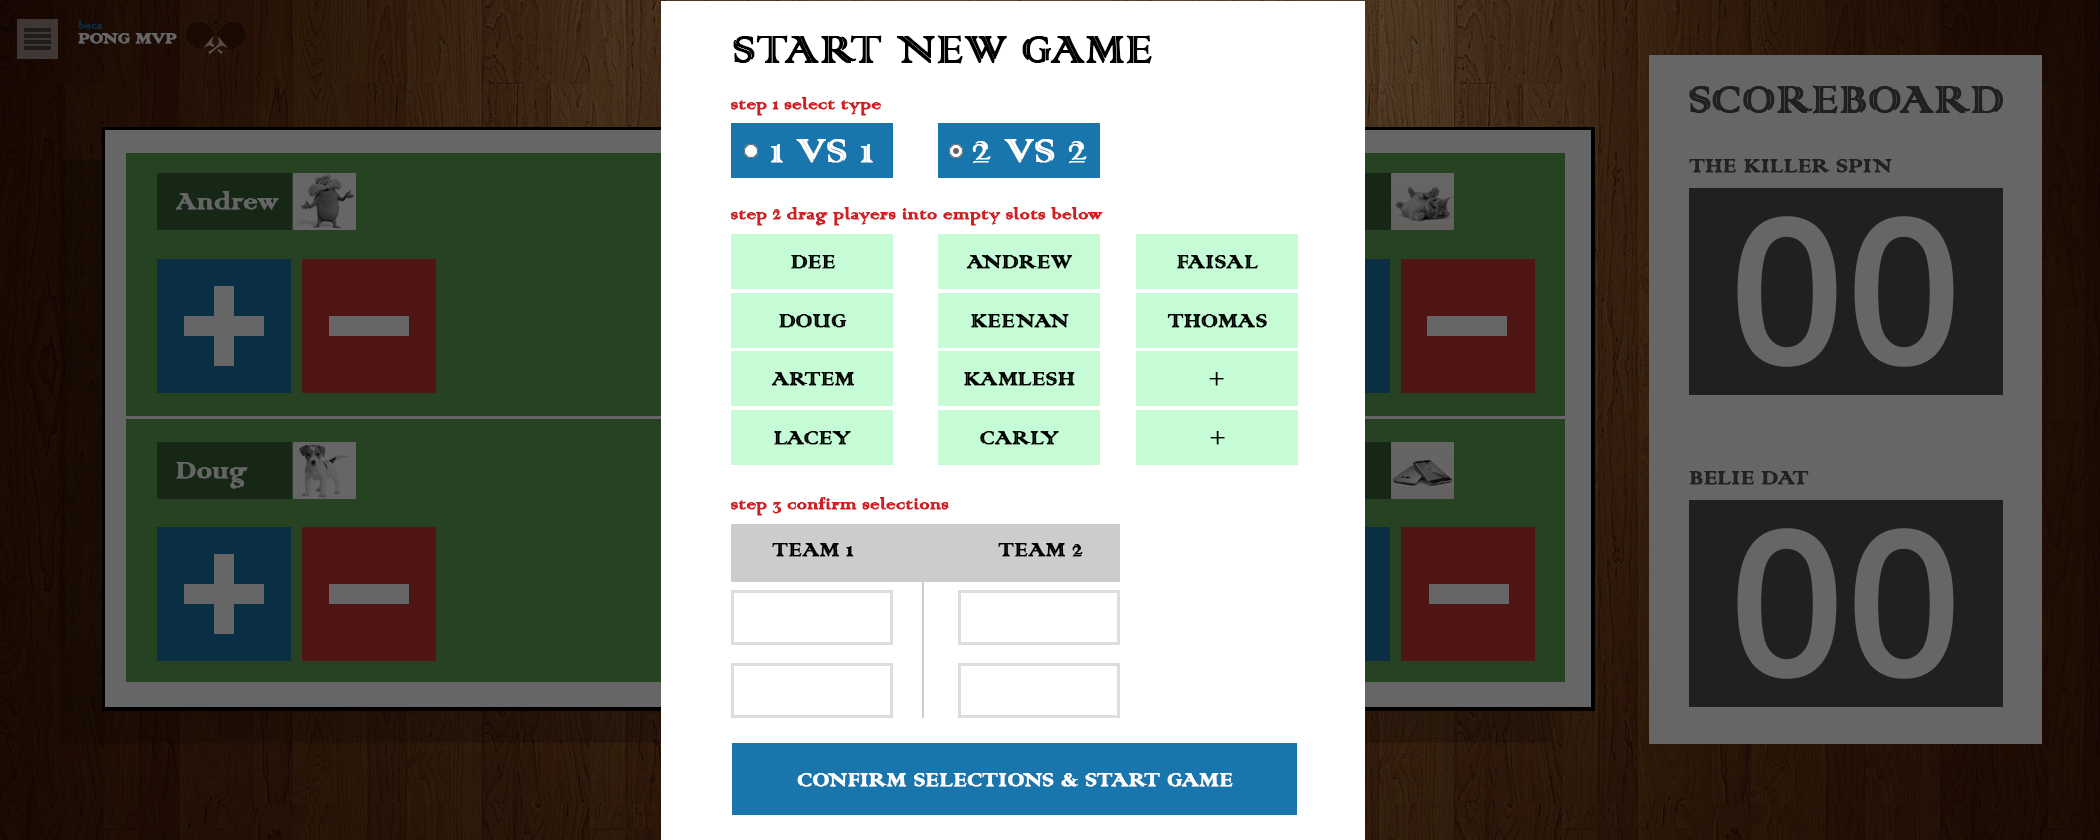 beca
PONG MVP
START NEW GAME
step 1 select type
1 VS 1
2 VS 2
step 2 drag players into empty slots below
DEE
ANDREW
FAISAL
DOUG
KEENAN
THOMAS
ARTEM
KAMLESH
+
LACEY
CARLY
+
step 3 confirm selections
TEAM 1
TEAM 2
CONFIRM SELECTIONS & START GAME
Andrew
Doug
SCOREBOARD
THE KILLER SPIN
00
BELIE DAT
00